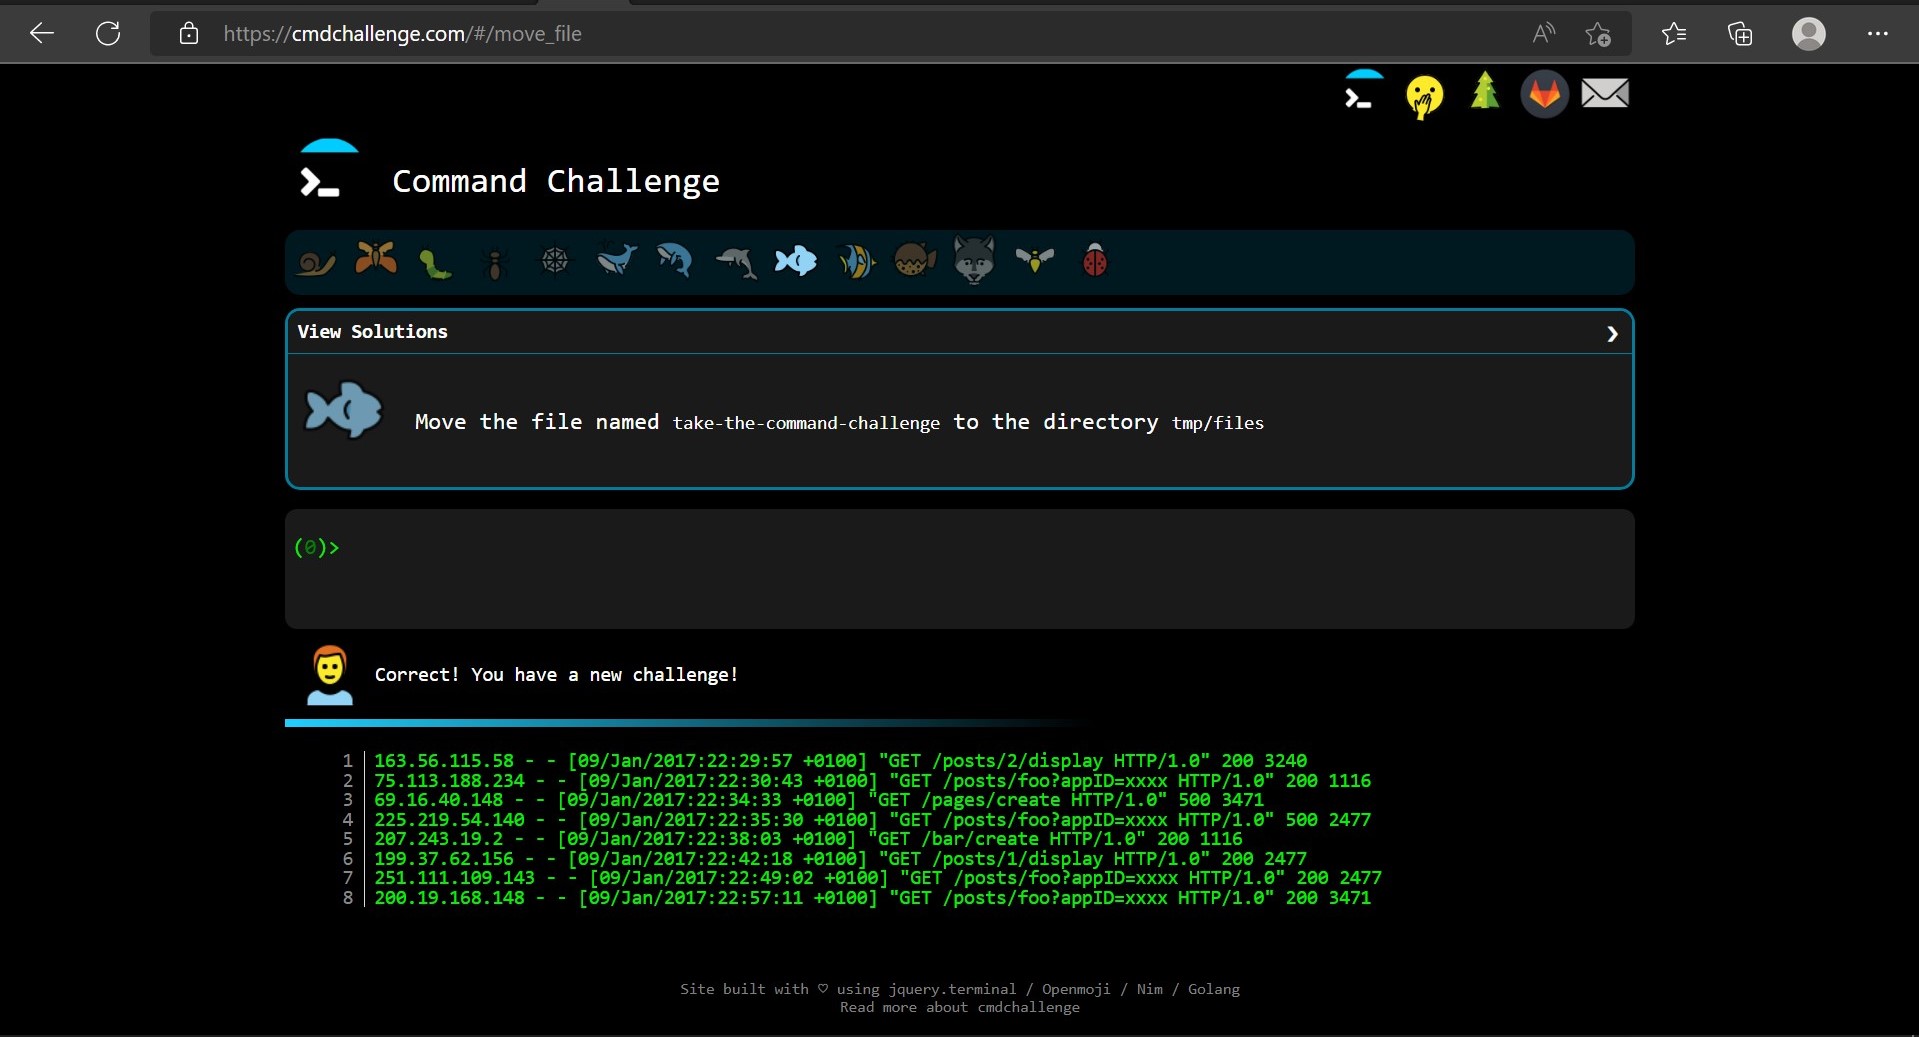 https://cmdchallenge.com/#/move_file
Command Challenge
View Solutions
Move the file named take-the-command-challenge to the directory tmp/files
(0)>
Correct! You have a new challenge!
1 163.56.115.58 - - [09/Jan/2017:22:29:57 +0100] "GET /posts/2/display HTTP/1.0" 200 3240
2 75.113.188.234 - - [09/Jan/2017:22:30:43 +0100] "GET /posts/foo?appID=xxxx HTTP/1.0" 200 1116
3 69.16.40.148 - - [09/Jan/2017:22:34:33 +0100] "GET /pages/create HTTP/1.0" 500 3471
4 225.219.54.140 - - [09/Jan/2017:22:35:30 +0100] "GET /posts/foo?appID=xxxx HTTP/1.0" 500 2477
5 207.243.19.2 - - [09/Jan/2017:22:38:03 +0100] "GET /bar/create HTTP/1.0" 200 1116
6 199.37.62.156 - - [09/Jan/2017:22:42:18 +0100] "GET /posts/1/display HTTP/1.0" 200 2477
7 251.111.109.143 - - [09/Jan/2017:22:49:02 +0100] "GET /posts/foo?appID=xxxx HTTP/1.0" 200 2477
8 200.19.168.148 - - [09/Jan/2017:22:57:11 +0100] "GET /posts/foo?appID=xxxx HTTP/1.0" 200 3471
Site built with ♡ using jquery.terminal / Openmoji / Nim / Golang
Read more about cmdchallenge